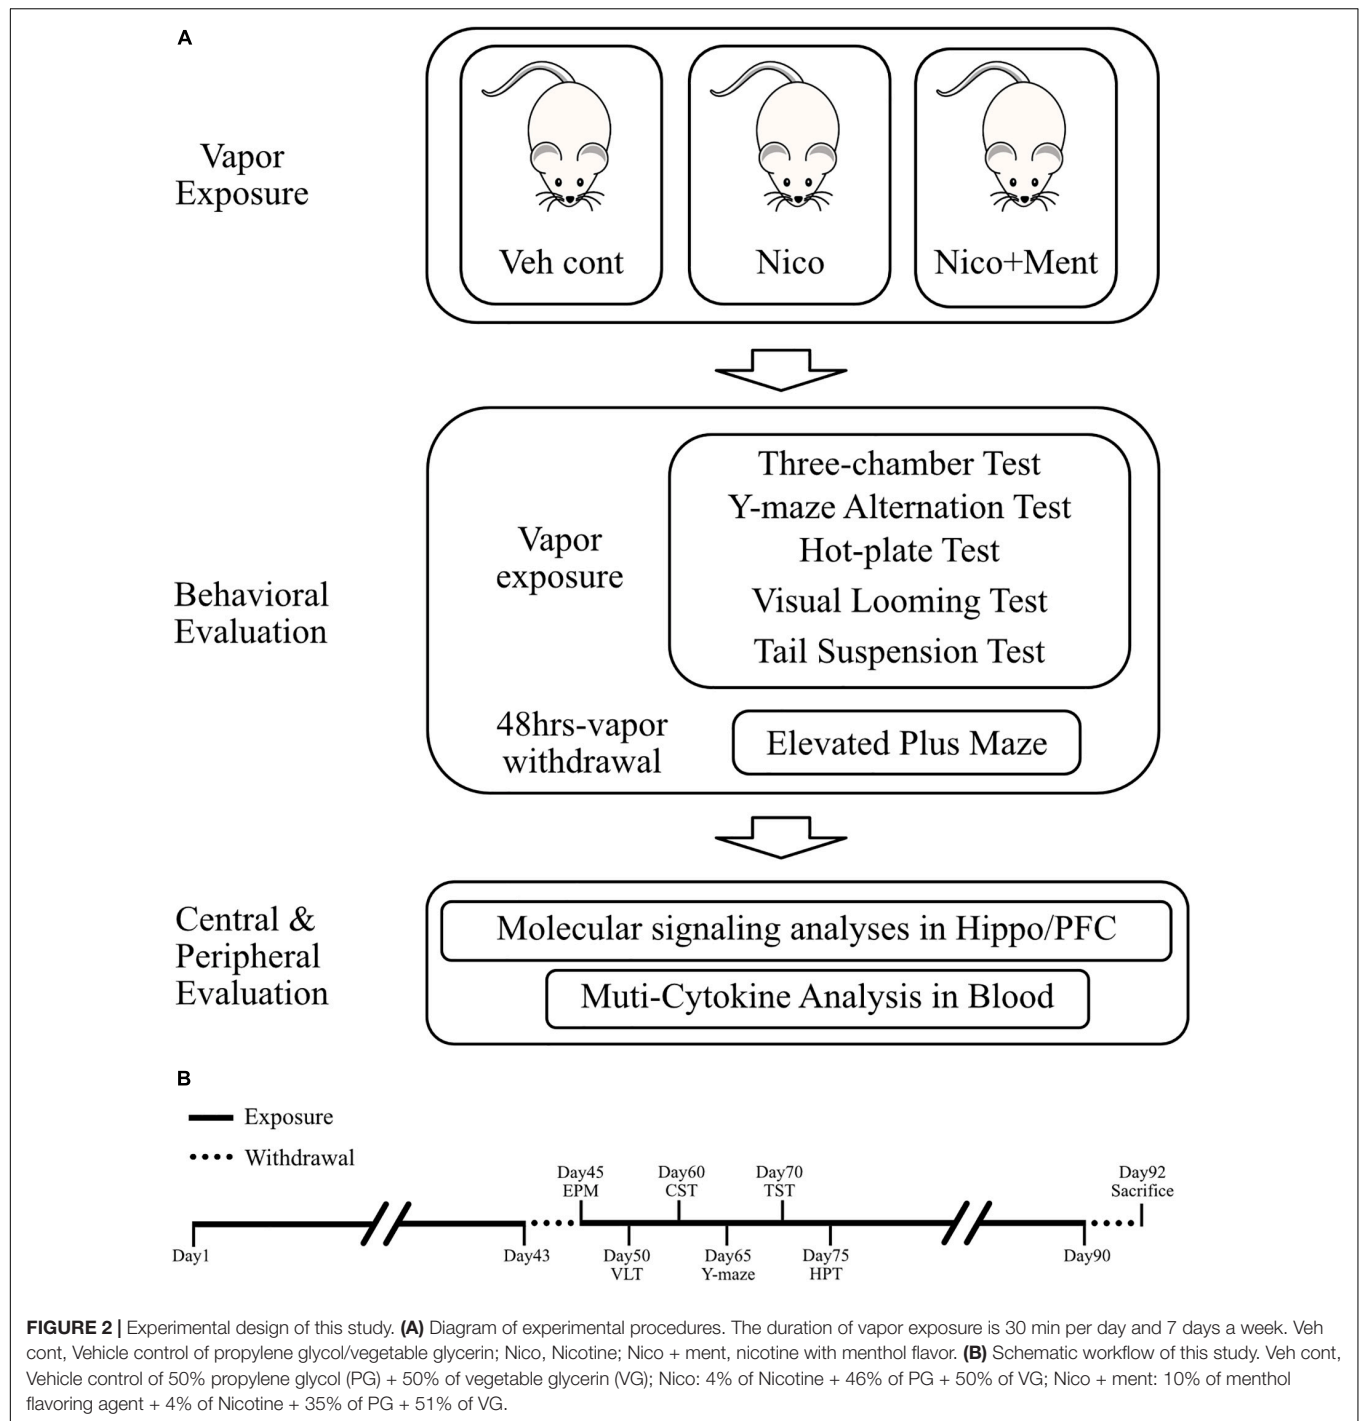 A
Vapor
Exposure
Veh cont
Nico
Nico+Ment
Behavioral
Evaluation
Vapor
exposure
Three-chamber Test
Y-maze Alternation Test
Hot-plate Test
Visual Looming Test
Tail Suspension Test
48hrs-vapor
withdrawal
Elevated Plus Maze
Central &
Peripheral
Evaluation
Molecular signaling analyses in Hippo/PFC
Muti-Cytokine Analysis in Blood
B
Exposure
Withdrawal
Day45
EPM
Day60
CST
Day70
TST
Day92
Sacrifice
Day1
Day43
Day50
VLT
Day65
Y-maze
Day75
HPT
Day90
FIGURE 2 | Experimental design of this study. (A) Diagram of experimental procedures. The duration of vapor exposure is 30 min per day and 7 days a week. Veh
cont, Vehicle control of propylene glycol/vegetable glycerin; Nico, Nicotine; Nico + ment, nicotine with menthol flavor. (B) Schematic workflow of this study. Veh cont,
Vehicle control of 50% propylene glycol (PG) + 50% of vegetable glycerin (VG); Nico: 4% of Nicotine + 46% of PG + 50% of VG; Nico + ment: 10% of menthol
flavoring agent + 4% of Nicotine + 35% of PG + 51% of VG.